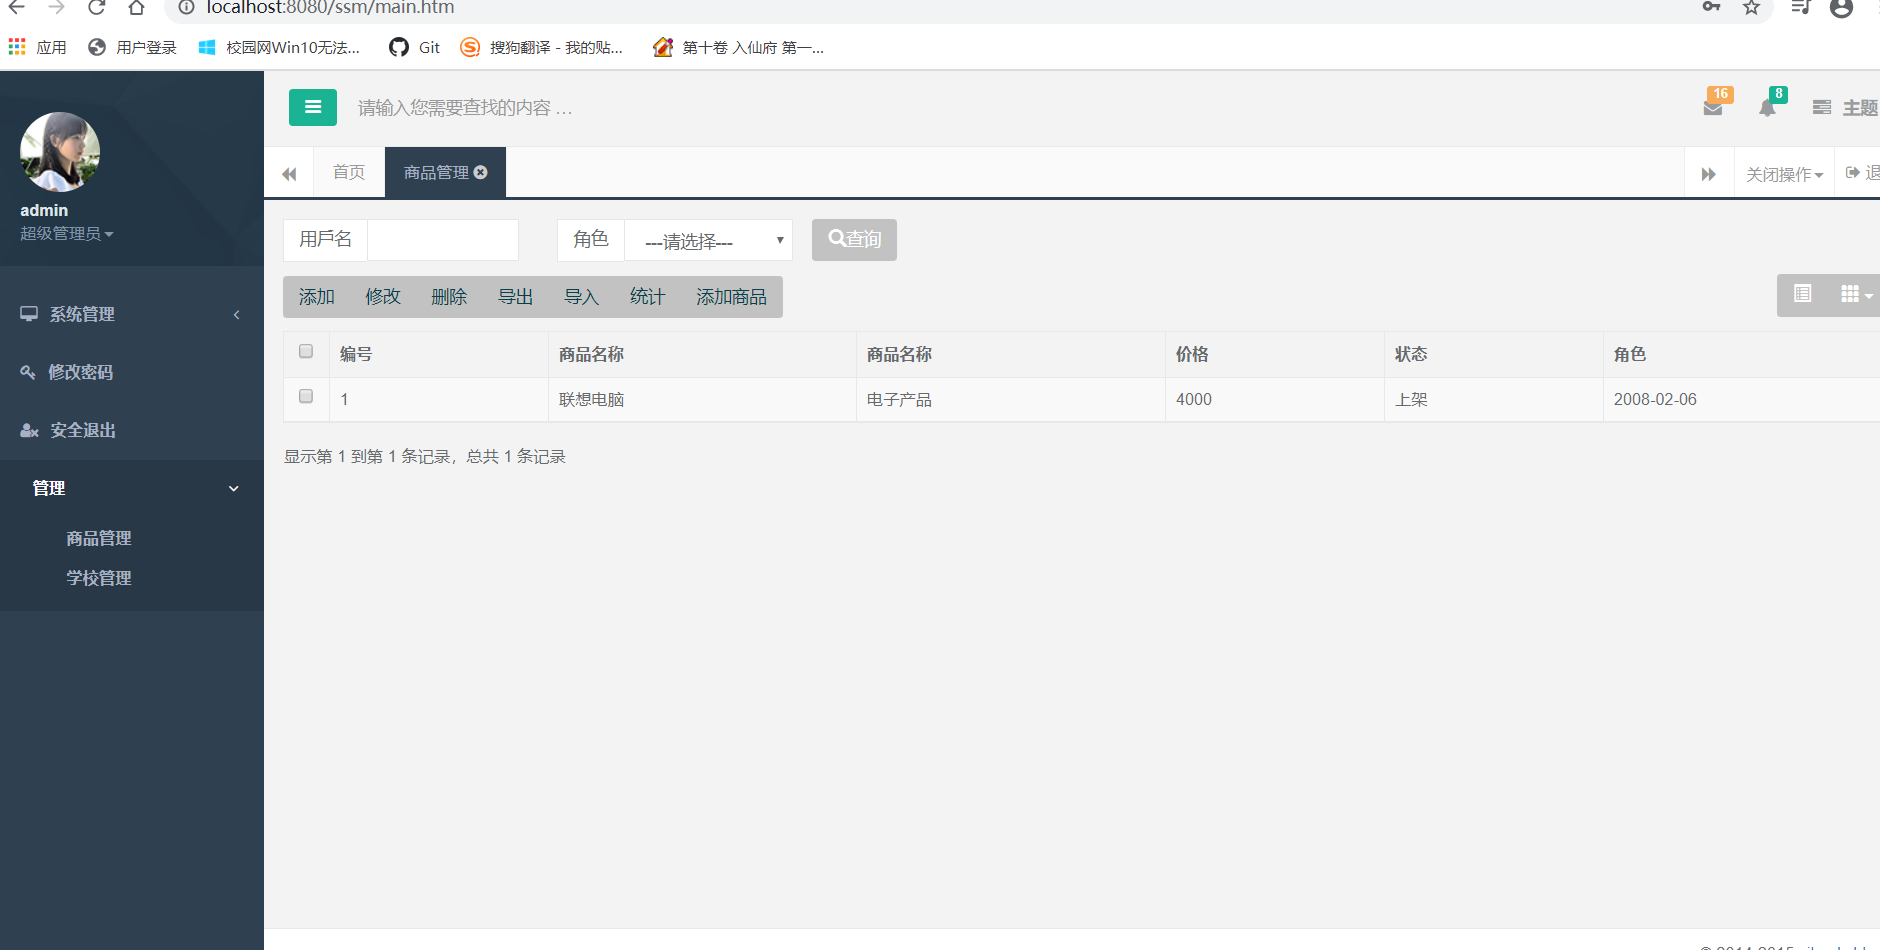 localhost:8080/ssm/main.htm
应用 用户登录 校园网Win10无法... Git 搜狗翻译 - 我的贴... 第十卷 入仙府 第一...
admin
超级管理员
系统管理
修改密码
安全退出
管理
商品管理
学校管理
请输入您需要查找的内容 …
16 8 主题
首页 商品管理 关闭操作 退
用戶名 角色 ---请选择--- 查询
添加 修改 删除 导出 导入 统计 添加商品
编号 商品名称 商品名称 价格 状态 角色
1 联想电脑 电子产品 4000 上架 2008-02-06
显示第 1 到第 1 条记录，总共 1 条记录